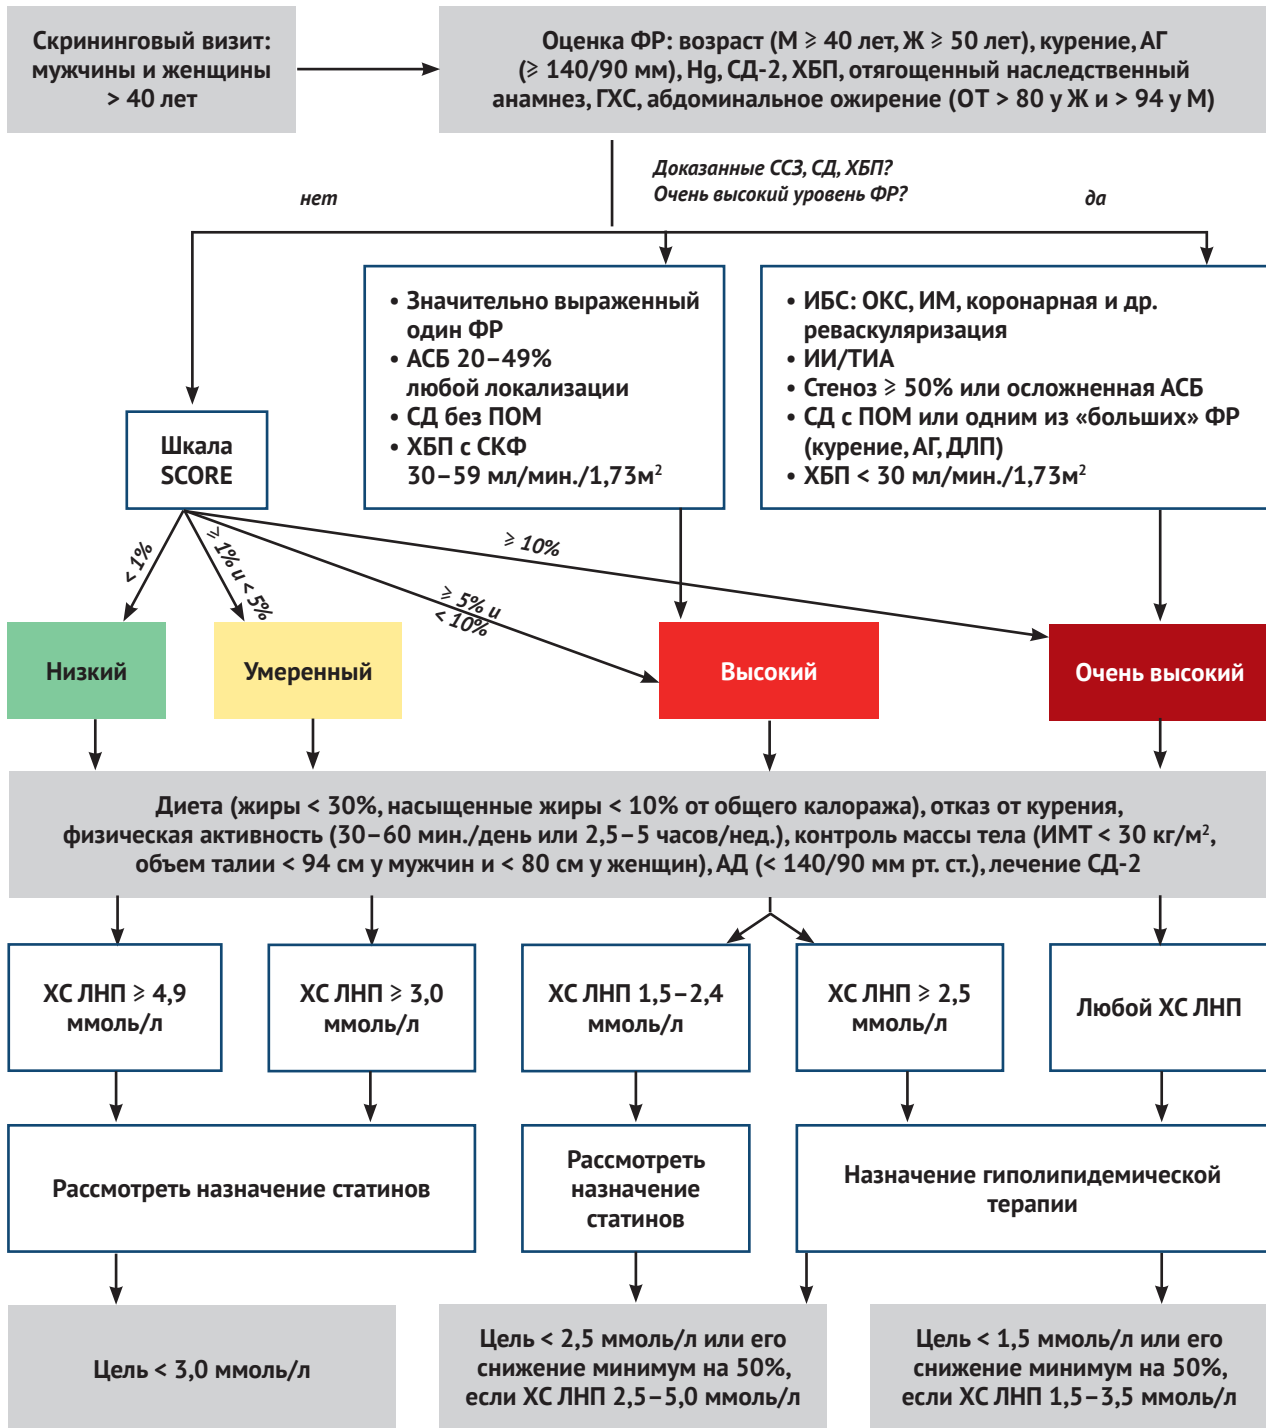 Скрининговый визит:
мужчины и женщины
> 40 лет
Оценка ФР: возраст (М ⩾ 40 лет, Ж ⩾ 50 лет), курение, АГ
(⩾ 140/90 мм), Hg, СД-2, ХБП, отягощенный наследственный
анамнез, ГХС, абдоминальное ожирение (ОТ > 80 у Ж и > 94 у М)
Доказанные ССЗ, СД, ХБП?
Очень высокий уровень ФР?
нет
да
Шкала
SCORE
• Значительно выраженный
один ФР
• АСБ 20–49%
любой локализации
• СД без ПОМ
• ХБП с СКФ
30–59 мл/мин./1,73м²
• ИБС: ОКС, ИМ, коронарная и др.
реваскуляризация
• ИИ/ТИА
• Стеноз ⩾ 50% или осложненная АСБ
• СД с ПОМ или одним из «больших» ФР
(курение, АГ, ДЛП)
• ХБП < 30 мл/мин./1,73м²
< 1%
⩾ 1% и < 5%
⩾ 5% и
< 10%
⩾ 10%
Низкий
Умеренный
Высокий
Очень высокий
Диета (жиры < 30%, насыщенные жиры < 10% от общего калоража), отказ от курения,
физическая активность (30–60 мин./день или 2,5–5 часов/нед.), контроль массы тела (ИМТ < 30 кг/м²,
объем талии < 94 см у мужчин и < 80 см у женщин), АД (< 140/90 мм рт. ст.), лечение СД-2
ХС ЛНП ⩾ 4,9
ммоль/л
ХС ЛНП ⩾ 3,0
ммоль/л
ХС ЛНП 1,5–2,4
ммоль/л
ХС ЛНП ⩾ 2,5
ммоль/л
Любой ХС ЛНП
Рассмотреть назначение статинов
Рассмотреть
назначение
статинов
Назначение гиполипидемической
терапии
Цель < 3,0 ммоль/л
Цель < 2,5 ммоль/л или его
снижение минимум на 50%,
если ХС ЛНП 2,5–5,0 ммоль/л
Цель < 1,5 ммоль/л или его
снижение минимум на 50%,
если ХС ЛНП 1,5–3,5 ммоль/л